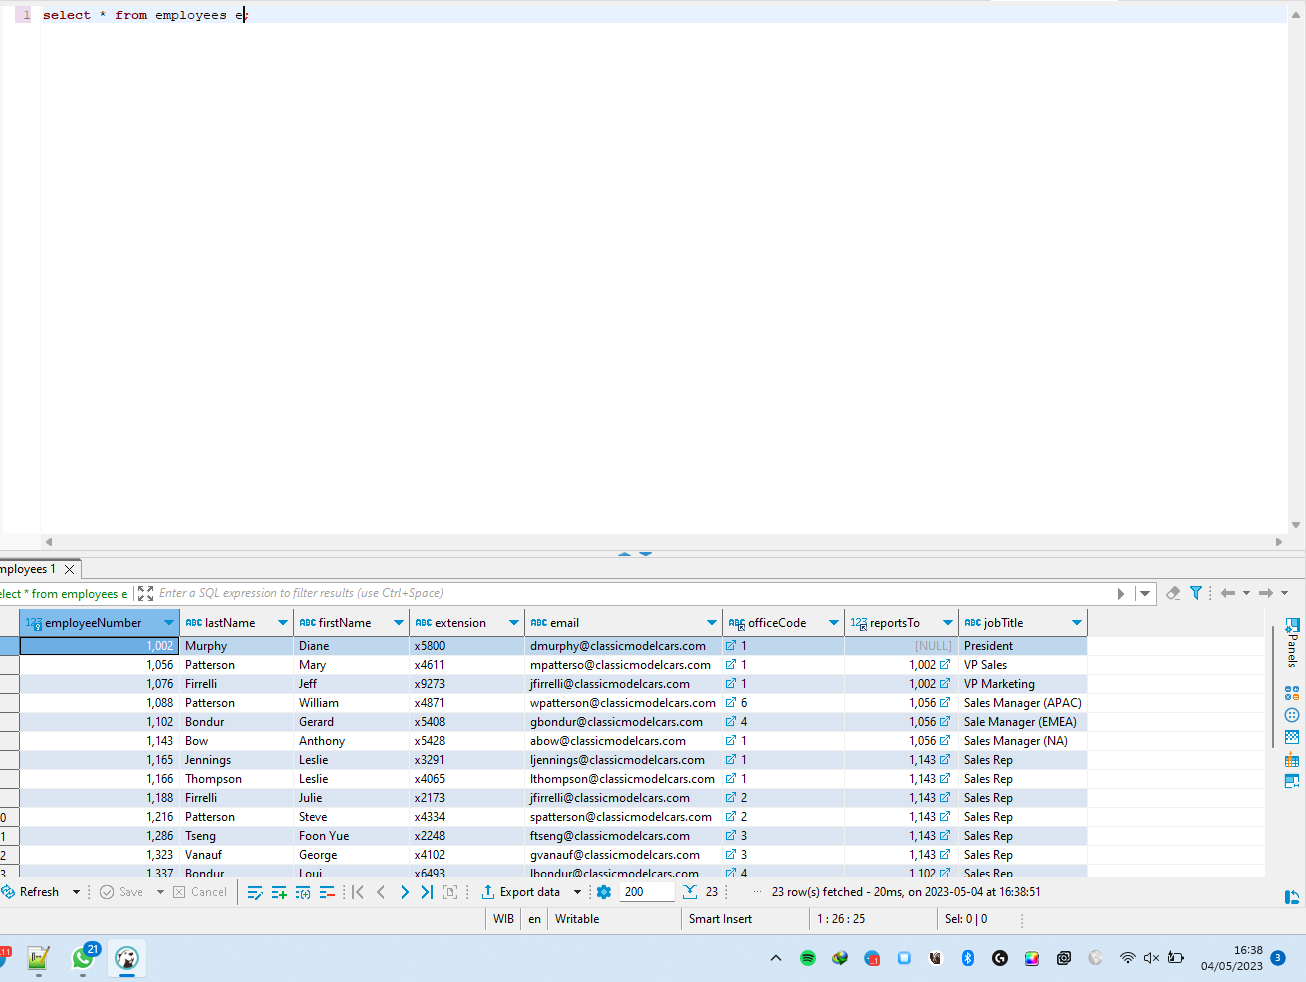 1 select * from employees e;
mployees 1
elect * from employees e Enter a SQL expression to filter results (use Ctrl+Space)
123 employeeNumber ABC lastName ABC firstName ABC extension ABC email ABC officeCode 123 reportsTo ABC jobTitle
1,002 Murphy Diane x5800 dmurphy@classicmodelcars.com 1 [NULL] President
1,056 Patterson Mary x4611 mpatterso@classicmodelcars.com 1 1,002 VP Sales
1,076 Firrelli Jeff x9273 jfirrelli@classicmodelcars.com 1 1,002 VP Marketing
1,088 Patterson William x4871 wpatterson@classicmodelcars.com 6 1,056 Sales Manager (APAC)
1,102 Bondur Gerard x5408 gbondur@classicmodelcars.com 4 1,056 Sale Manager (EMEA)
1,143 Bow Anthony x5428 abow@classicmodelcars.com 1 1,056 Sales Manager (NA)
1,165 Jennings Leslie x3291 ljennings@classicmodelcars.com 1 1,143 Sales Rep
1,166 Thompson Leslie x4065 lthompson@classicmodelcars.com 1 1,143 Sales Rep
1,188 Firrelli Julie x2173 jfirrelli@classicmodelcars.com 2 1,143 Sales Rep
0 1,216 Patterson Steve x4334 spatterson@classicmodelcars.com 2 1,143 Sales Rep
1 1,286 Tseng Foon Yue x2248 ftseng@classicmodelcars.com 3 1,143 Sales Rep
2 1,323 Vanauf George x4102 gvanauf@classicmodelcars.com 3 1,143 Sales Rep
3 1,337 Bondur Loui x6493 lbondur@classicmodelcars.com 4 1,102 Sales Rep
Panels
Refresh Save Cancel Export data 200 23 ... 23 row(s) fetched - 20ms, on 2023-05-04 at 16:38:51
WIB en Writable Smart Insert 1 : 26 : 25 Sel: 0 | 0
11 21 1 16:38 3
04/05/2023